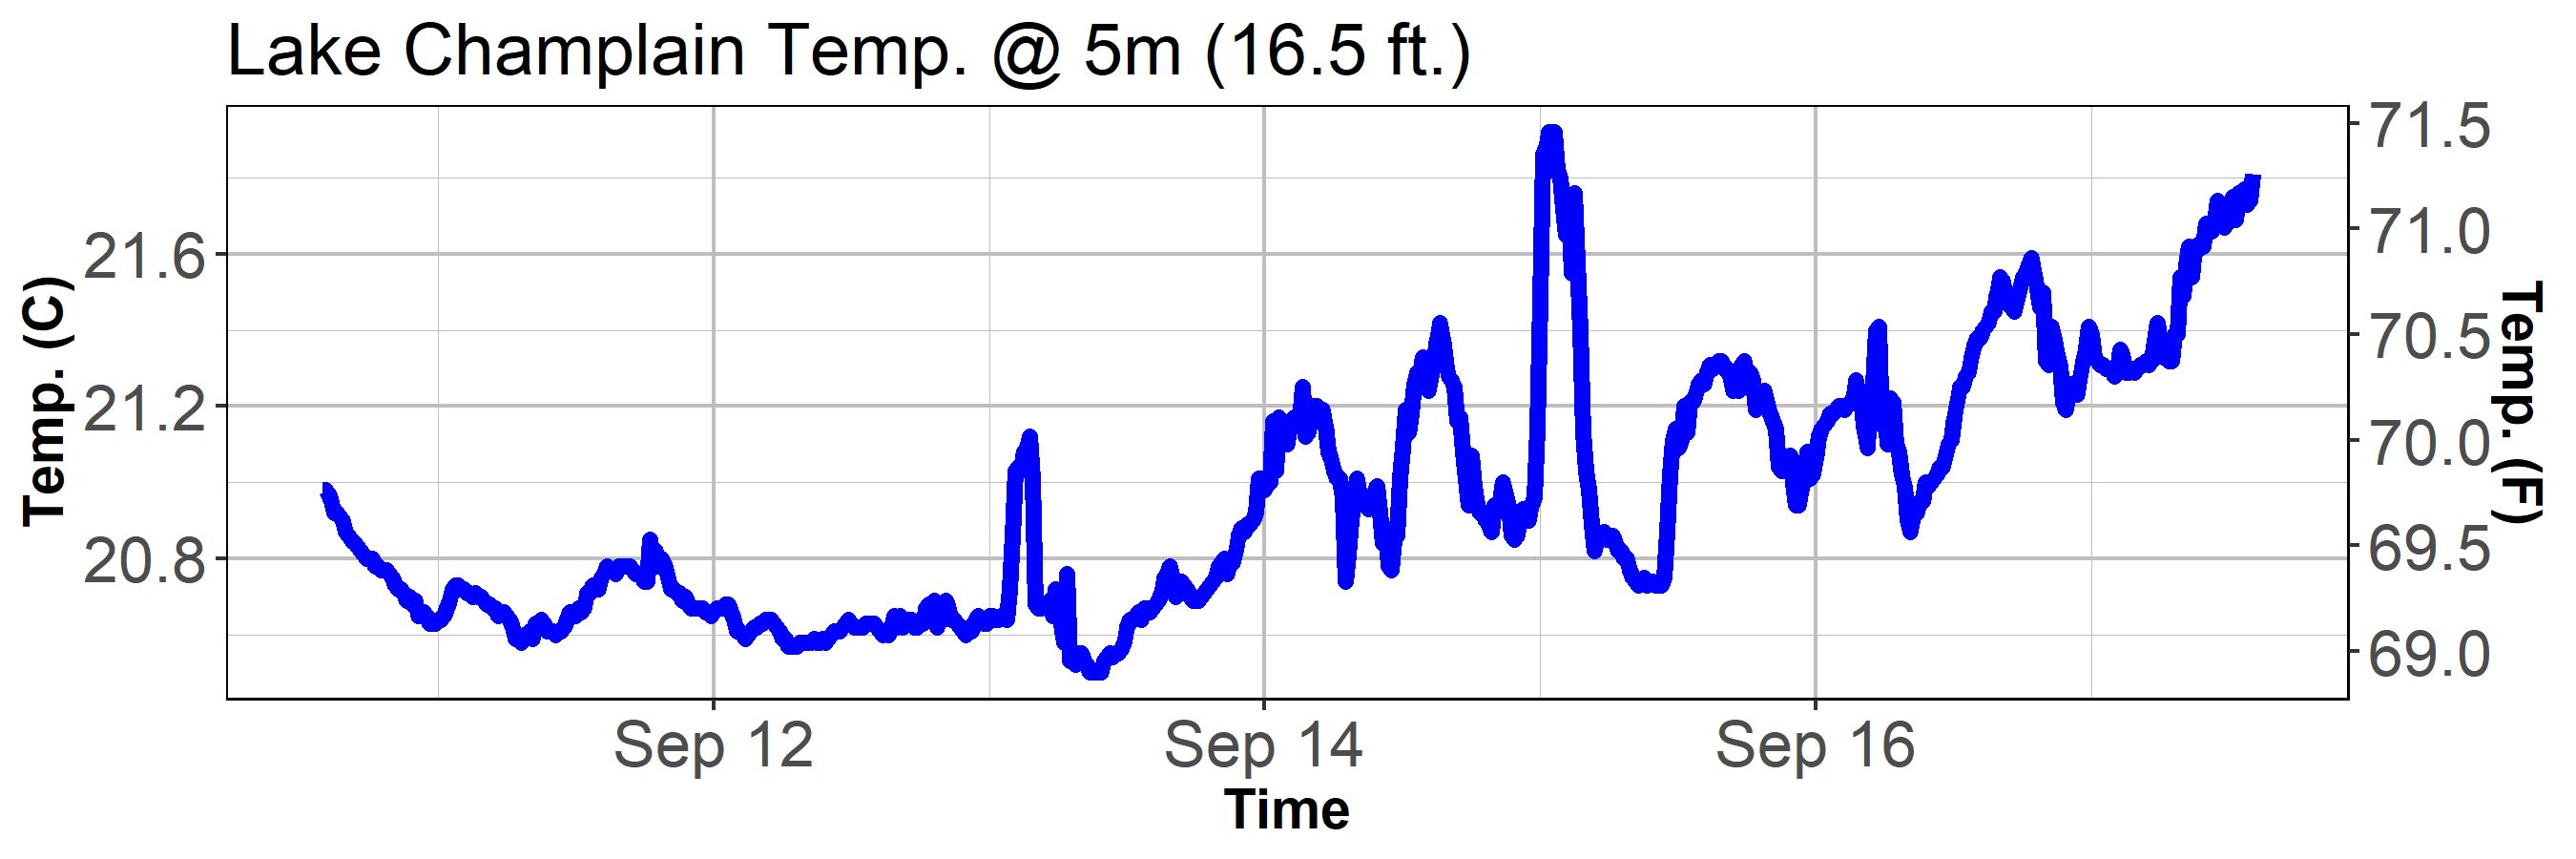 Lake Champlain Temp. @ 5m (16.5 ft.)
Temp. (C)
21.6
21.2
20.8
71.5
71.0
70.5
70.0
69.5
69.0
Temp. (F)
Sep 12 Sep 14 Sep 16
Time